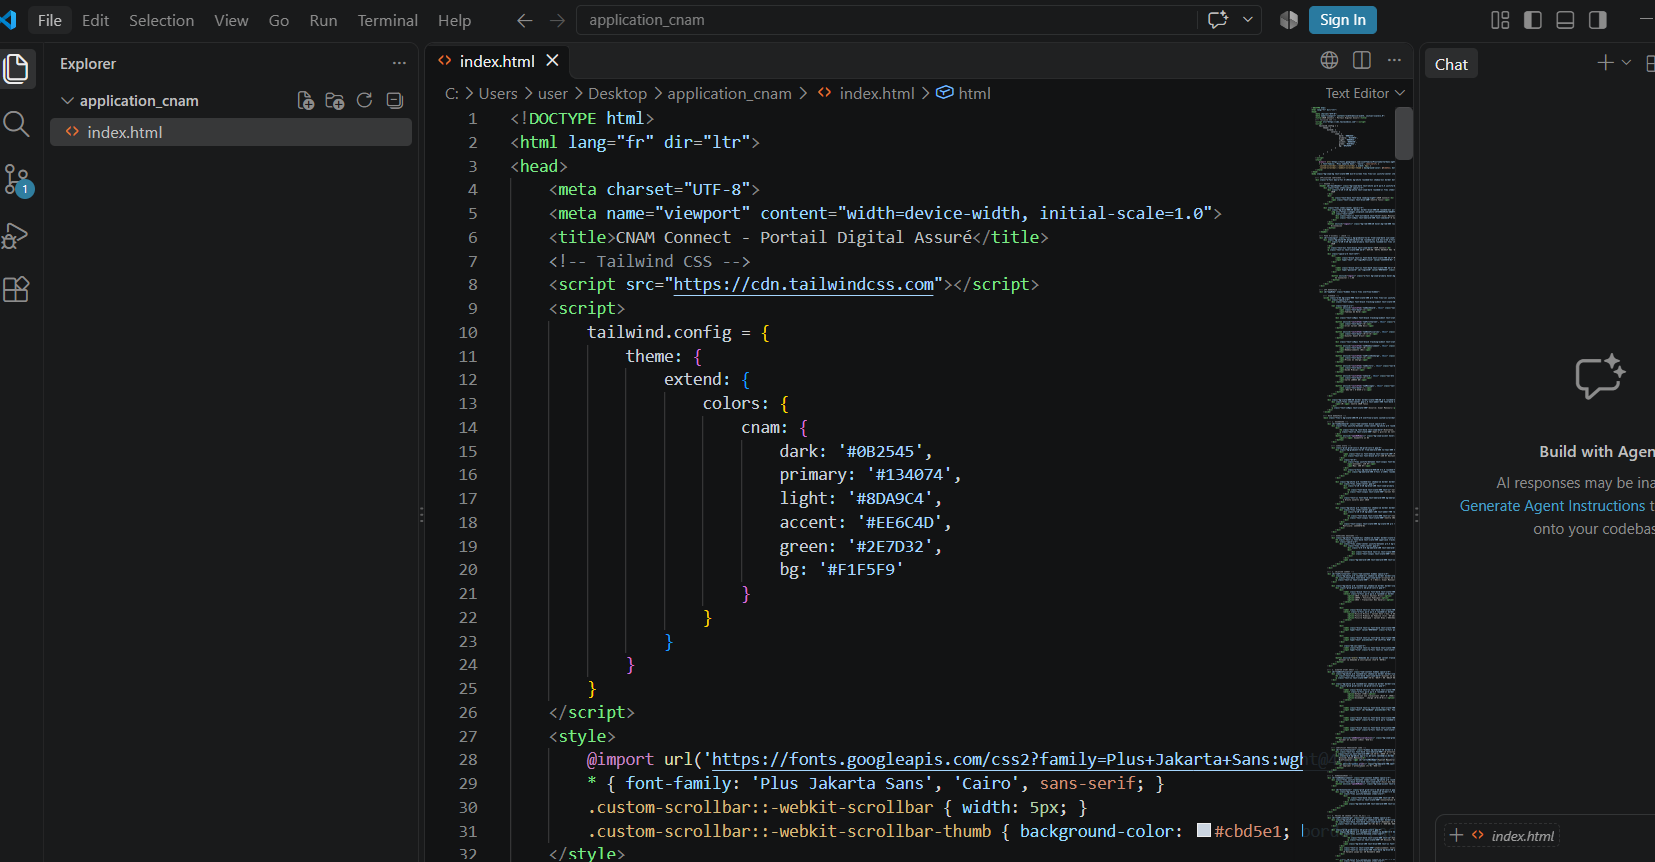 File Edit Selection View Go Run Terminal Help
application_cnam
Sign In
Explorer
application_cnam
index.html
1
index.html
C: > Users > user > Desktop > application_cnam > index.html > html
Text Editor
1 <!DOCTYPE html>
2 <html lang="fr" dir="ltr">
3 <head>
4 <meta charset="UTF-8">
5 <meta name="viewport" content="width=device-width, initial-scale=1.0">
6 <title>CNAM Connect - Portail Digital Assuré</title>
7 <!-- Tailwind CSS -->
8 <script src="https://cdn.tailwindcss.com"></script>
9 <script>
10 tailwind.config = {
11 theme: {
12 extend: {
13 colors: {
14 cnam: {
15 dark: '#0B2545',
16 primary: '#134074',
17 light: '#8DA9C4',
18 accent: '#EE6C4D',
19 green: '#2E7D32',
20 bg: '#F1F5F9'
21 }
22 }
23 }
24 }
25 }
26 </script>
27 <style>
28 @import url('https://fonts.googleapis.com/css2?family=Plus+Jakarta+Sans:wght@
29 * { font-family: 'Plus Jakarta Sans', 'Cairo', sans-serif; }
30 .custom-scrollbar::-webkit-scrollbar { width: 5px; }
31 .custom-scrollbar::-webkit-scrollbar-thumb { background-color: #cbd5e1; bor
32 </style>
Chat
Build with Agen
AI responses may be ina
Generate Agent Instructions t
onto your codebas
index.html